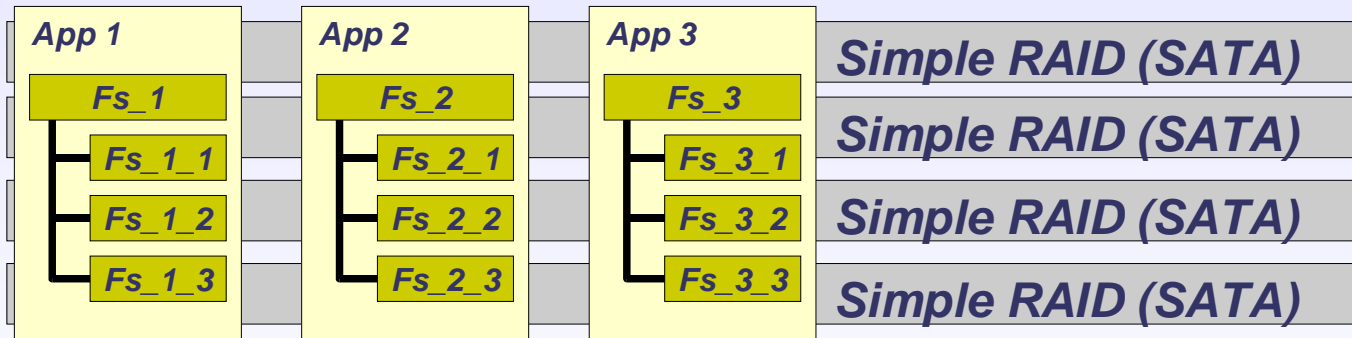 App 1
Fs_1
Fs_1_1
Fs_1_2
Fs_1_3
App 2
Fs_2
Fs_2_1
Fs_2_2
Fs_2_3
App 3
Fs_3
Fs_3_1
Fs_3_2
Fs_3_3
Simple RAID (SATA)
Simple RAID (SATA)
Simple RAID (SATA)
Simple RAID (SATA)